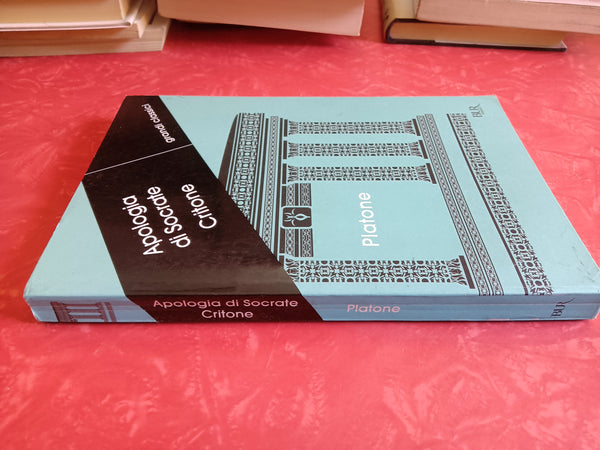 grandi classici
Apologia
di Socrate
Critone
Platone
BUR
Apologia di Socrate
Critone
Platone
BUR